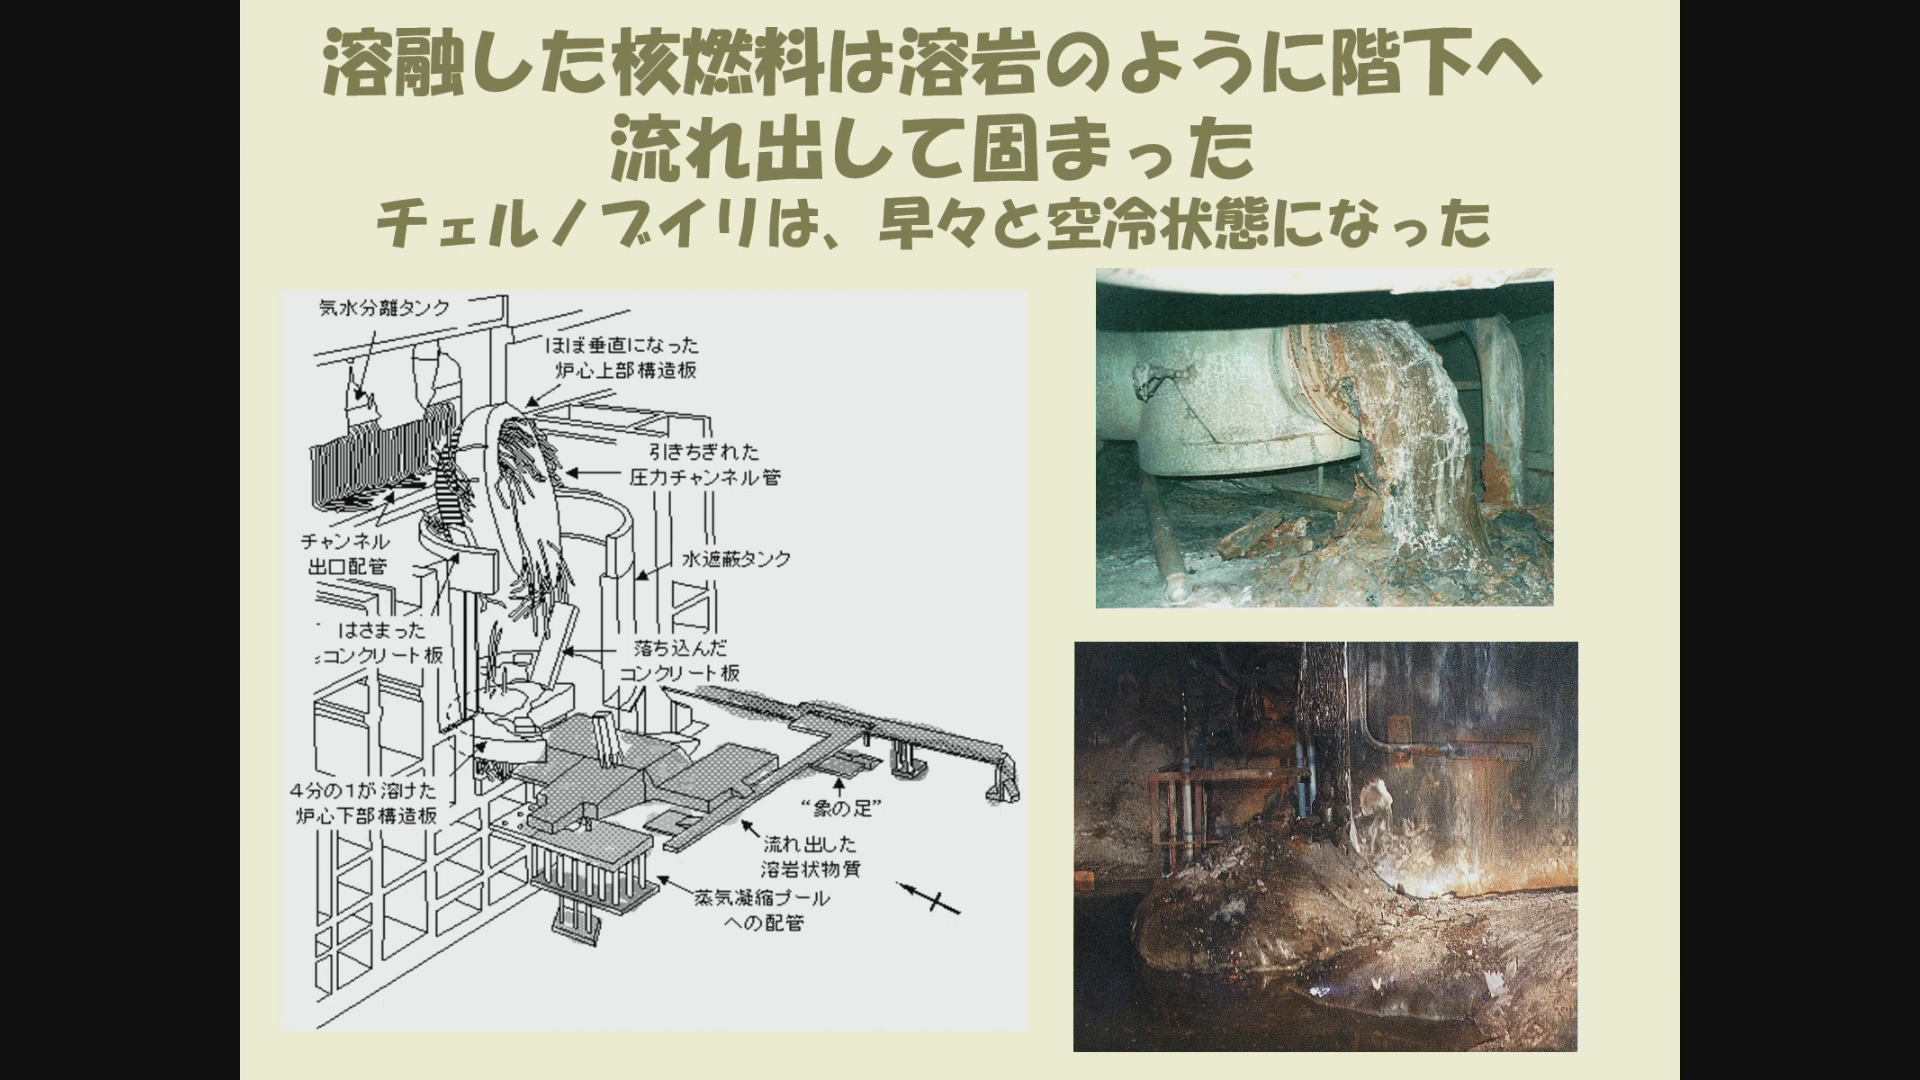 溶融した核燃料は溶岩のように階下へ
流れ出して固まった
チェルノブイリは、早々と空冷状態になった
気水分離タンク
ほぼ垂直になった
炉心上部構造板
引きちぎれた
圧力チャンネル管
チャンネル
出口配管
水遮蔽タンク
はさまった
コンクリート板
落ち込んだ
コンクリート板
4分の1が溶けた
炉心下部構造板
“象の足”
流れ出した
溶岩状物質
蒸気凝縮プール
への配管